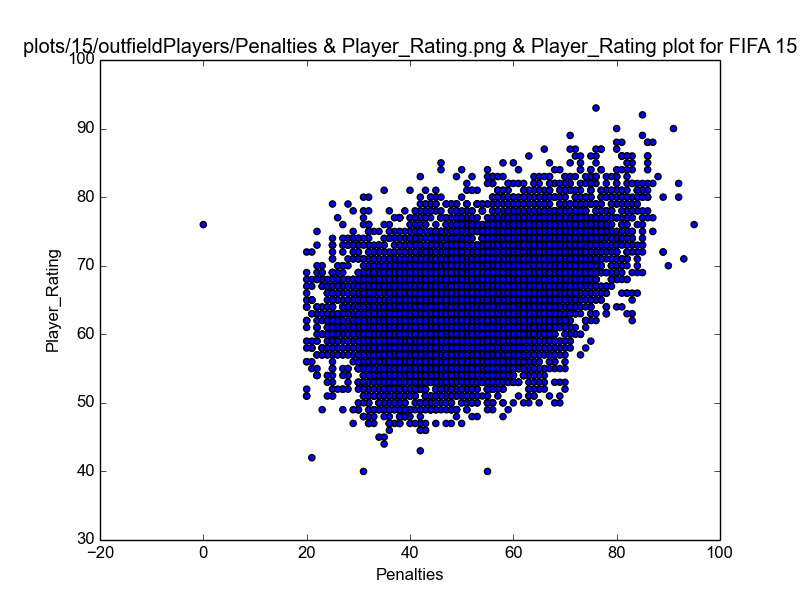 plots/15/outfieldPlayers/Penalties & Player_Rating.png & Player_Rating plot for FIFA 15
100
90
80
70
60
50
40
30
Player_Rating
−20 0 20 40 60 80 100
Penalties